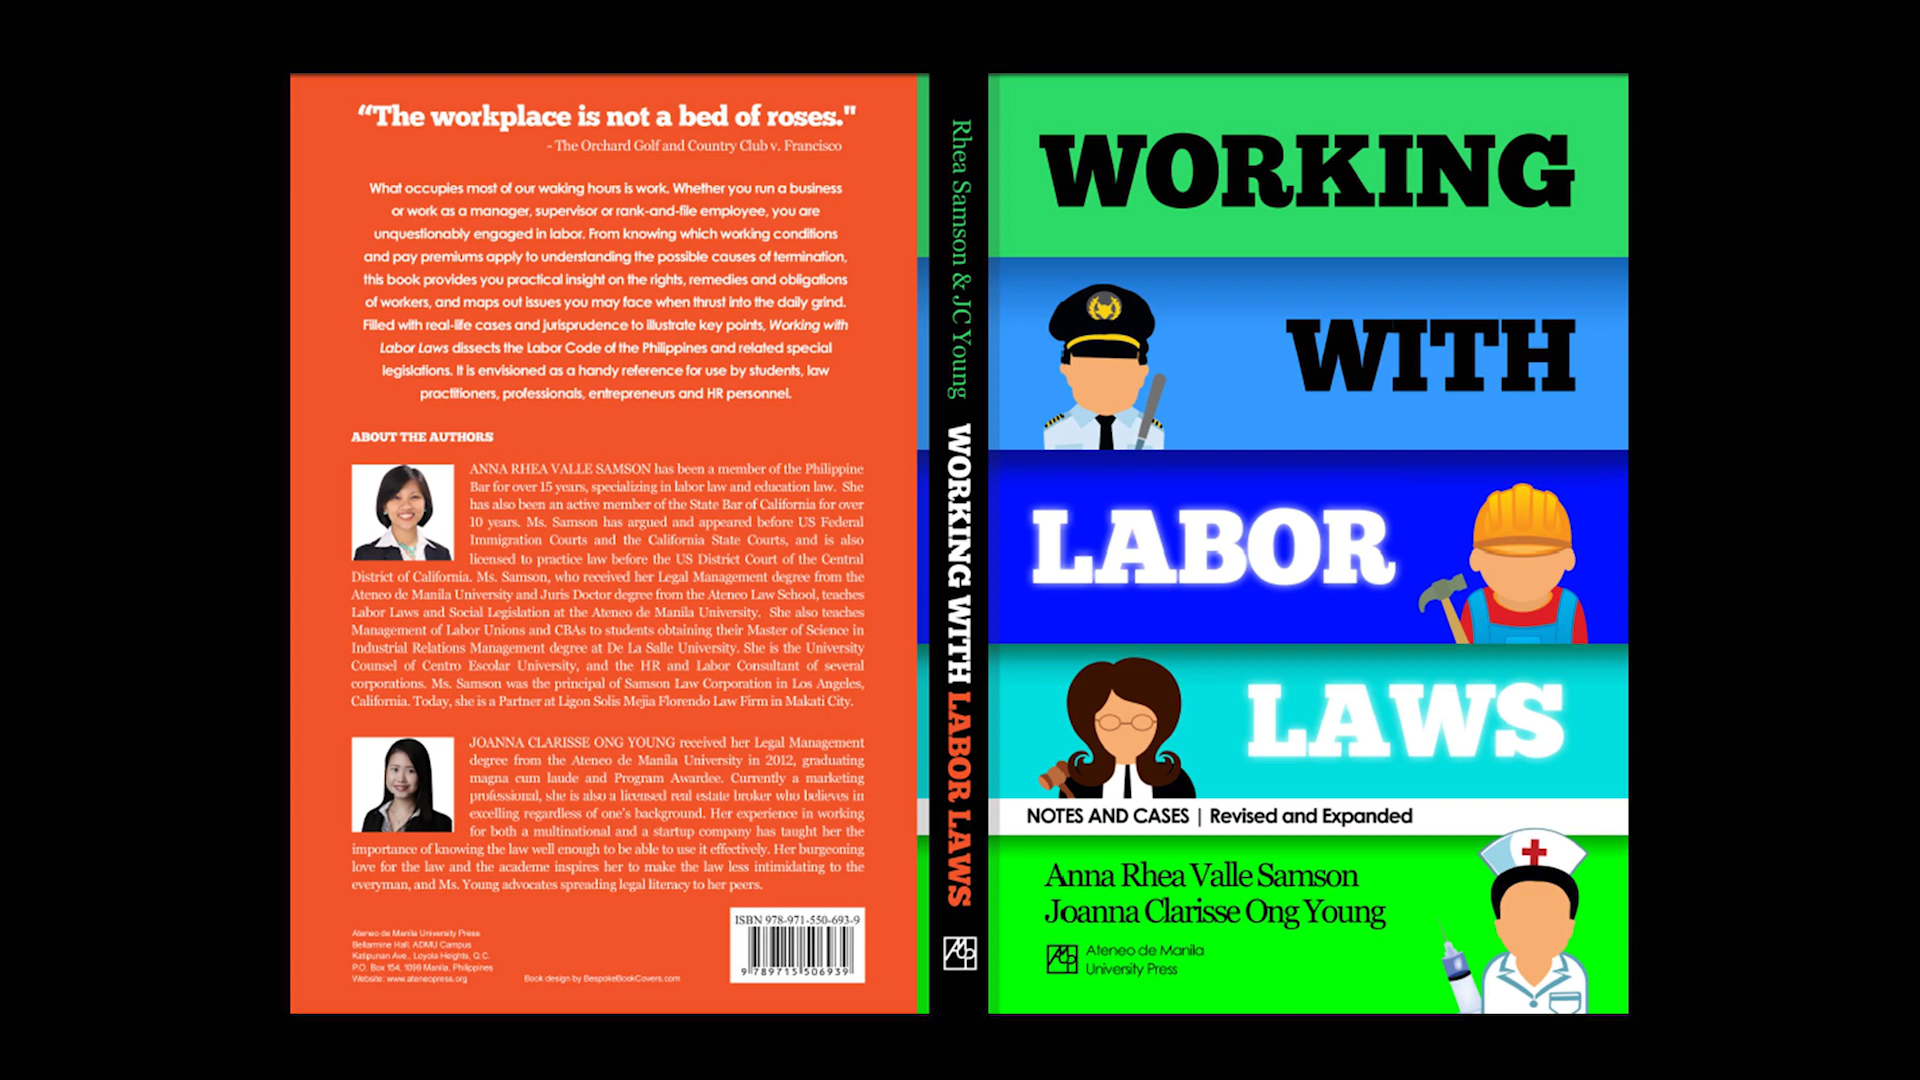 “The workplace is not a bed of roses."
- The Orchard Golf and Country Club v. Francisco
What occupies most of our waking hours is work. Whether you run a business
or work as a manager, supervisor or rank-and-file employee, you are
unquestionably engaged in labor. From knowing which working conditions
and pay premiums apply to understanding the possible causes of termination,
this book provides you practical insight on the rights, remedies and obligations
of workers, and maps out issues you may face when thrust into the daily grind.
Filled with real-life cases and jurisprudence to illustrate key points, Working with
Labor Laws dissects the Labor Code of the Philippines and related special
legislations. It is envisioned as a handy reference for use by students, law
practitioners, professionals, entrepreneurs and HR personnel.
ABOUT THE AUTHORS
ANNA RHEA VALLE SAMSON has been a member of the Philippine
Bar for over 15 years, specializing in labor law and education law. She
has also been an active member of the State Bar of California for over
10 years. Ms. Samson has argued and appeared before US Federal
Immigration Courts and the California State Courts, and is also
licensed to practice law before the US District Court of the Central
District of California. Ms. Samson, who received her Legal Management degree from the
Ateneo de Manila University and Juris Doctor degree from the Ateneo Law School, teaches
Labor Laws and Social Legislation at the Ateneo de Manila University. She also teaches
Management of Labor Unions and CBAs to students obtaining their Master of Science in
Industrial Relations Management degree at De La Salle University. She is the University
Counsel of Centro Escolar University, and the HR and Labor Consultant of several
corporations. Ms. Samson was the principal of Samson Law Corporation in Los Angeles,
California. Today, she is a Partner at Ligon Solis Mejia Florendo Law Firm in Makati City.
JOANNA CLARISSE ONG YOUNG received her Legal Management
degree from the Ateneo de Manila University in 2012, graduating
magna cum laude and Program Awardee. Currently a marketing
professional, she is also a licensed real estate broker who believes in
excelling regardless of one's background. Her experience in working
for both a multinational and a startup company has taught her the
importance of knowing the law well enough to be able to use it effectively. Her burgeoning
love for the law and the academe inspires her to make the law less intimidating to the
everyman, and Ms. Young advocates spreading legal literacy to her peers.
Ateneo de Manila University Press
Bellarmine Hall, ADMU Campus
Katipunan Ave., Loyola Heights, Q.C.
P.O. Box 154, 1099 Manila, Philippines
Website: www.ateneopress.org
Book design by BespokeBookCovers.com
ISBN 978-971-550-693-9
9 789715 506939
Rhea Samson & JC Young WORKING WITH LABOR LAWS
WORKING
WITH
LABOR
LAWS
NOTES AND CASES | Revised and Expanded
Anna Rhea Valle Samson
Joanna Clarisse Ong Young
Ateneo de Manila
University Press